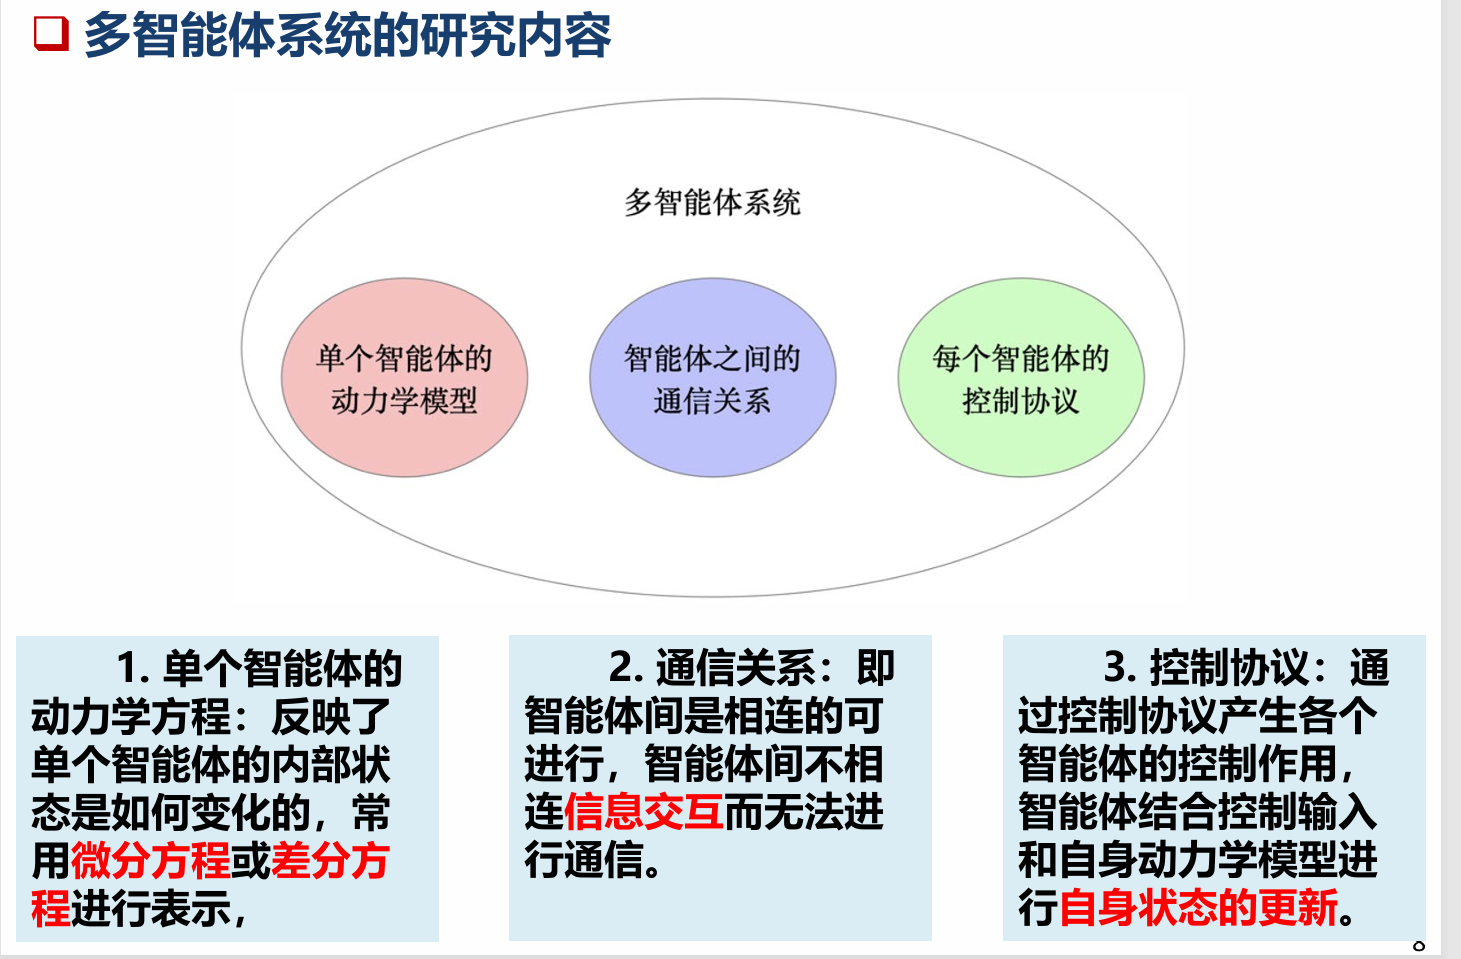 多智能体系统的研究内容
多智能体系统
单个智能体的
动力学模型
智能体之间的
通信关系
每个智能体的
控制协议
1. 单个智能体的
动力学方程：反映了
单个智能体的内部状
态是如何变化的，常
用微分方程或差分方
程进行表示，
2. 通信关系：即
智能体间是相连的可
进行，智能体间不相
连信息交互而无法进
行通信。
3. 控制协议：通
过控制协议产生各个
智能体的控制作用，
智能体结合控制输入
和自身动力学模型进
行自身状态的更新。